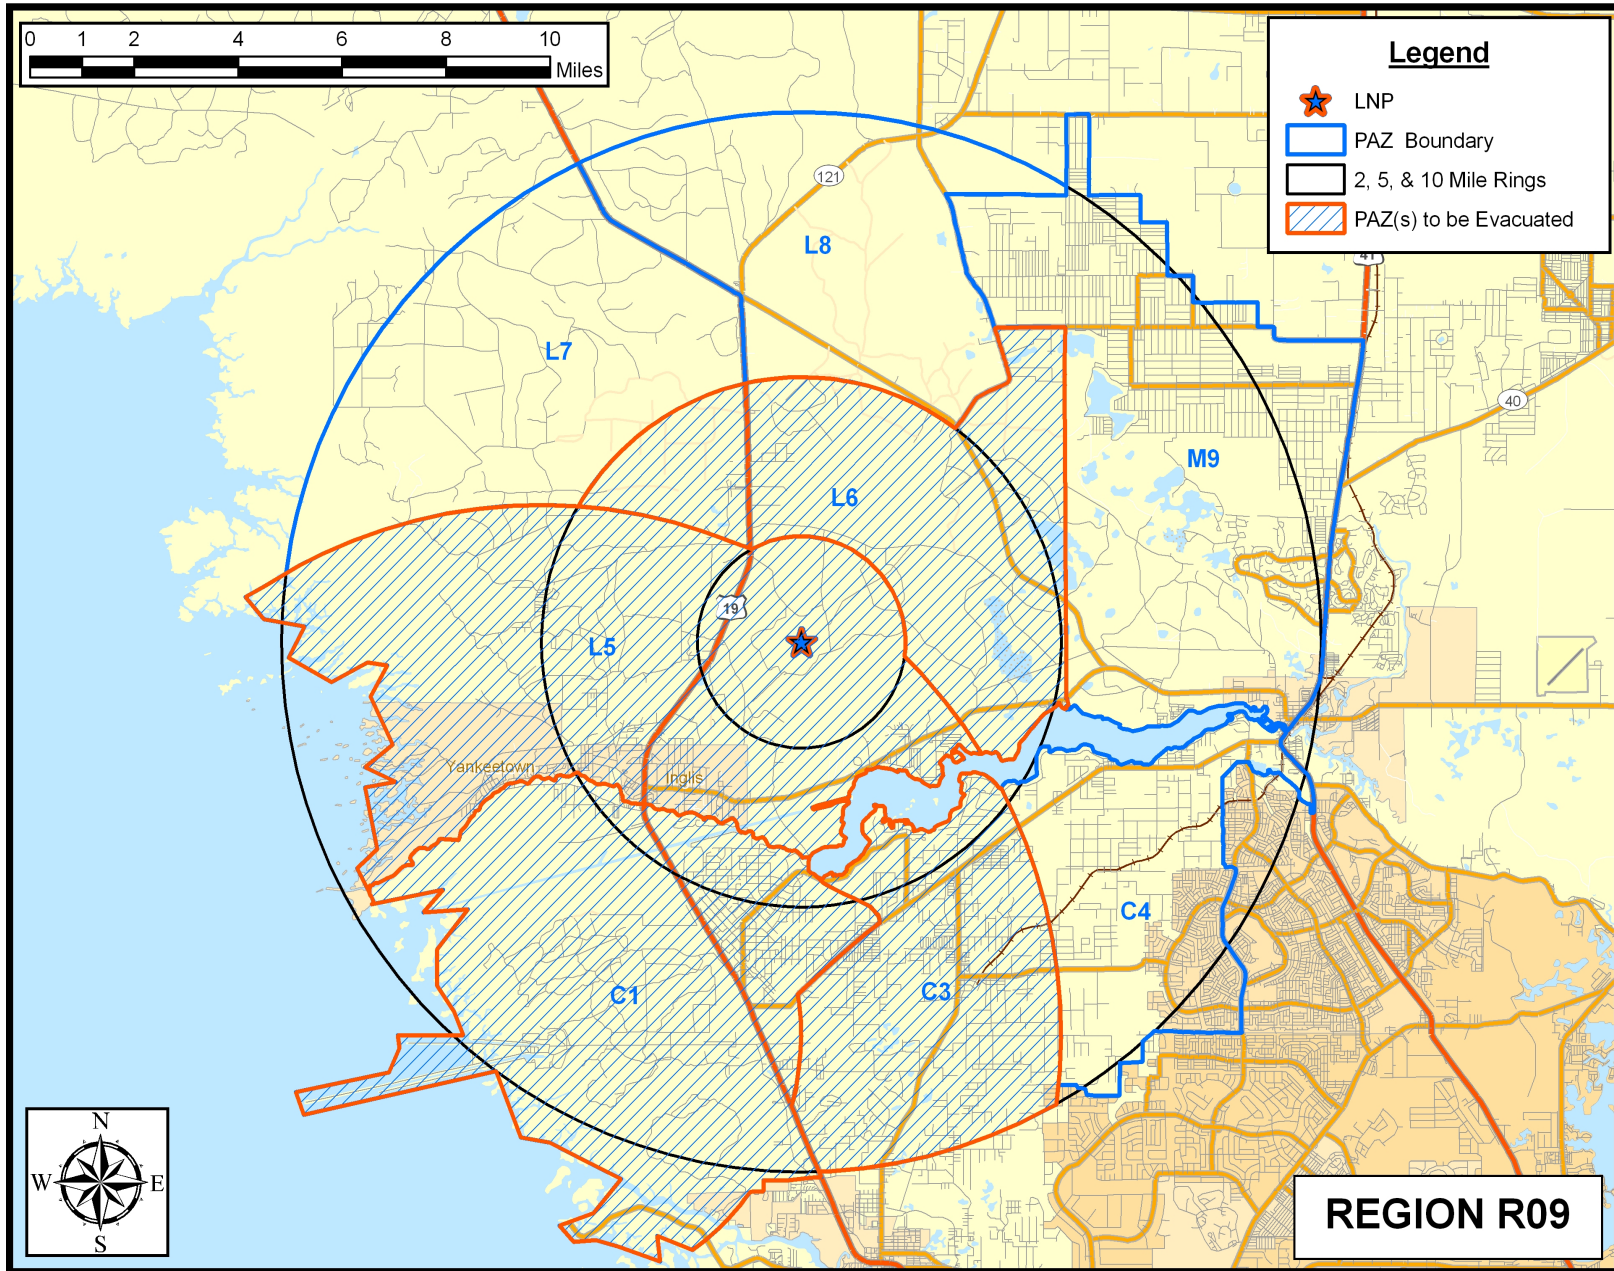 0 1 2 4 6 8 10
Miles
Legend
LNP
PAZ Boundary
2, 5, & 10 Mile Rings
PAZ(s) to be Evacuated
121
L8
41
L7
40
M9
L6
19
L5
Yankeetown
Inglis
C4
C1
C3
N
W E
S
REGION R09